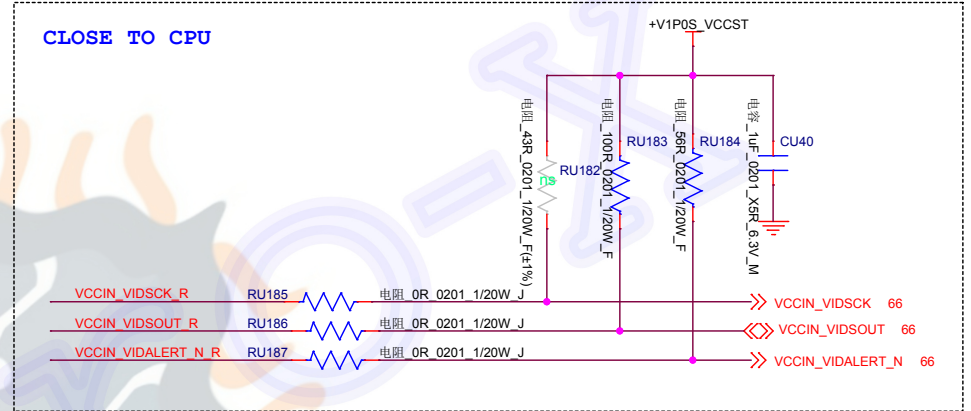 CLOSE TO CPU
+V1P0S_VCCST
电阻_43R_0201_1/20W_F(±1%)
RU182
ns
电阻_100R_0201_1/20W_F
RU183
电阻_56R_0201_1/20W_F
RU184
电容_1uF_0201_X5R_6.3V_M
CU40
VCCIN_VIDSCK_R RU185 电阻_0R_0201_1/20W_J VCCIN_VIDSCK 66
VCCIN_VIDSOUT_R RU186 电阻_0R_0201_1/20W_J VCCIN_VIDSOUT 66
VCCIN_VIDALERT_N_R RU187 电阻_0R_0201_1/20W_J VCCIN_VIDALERT_N 66